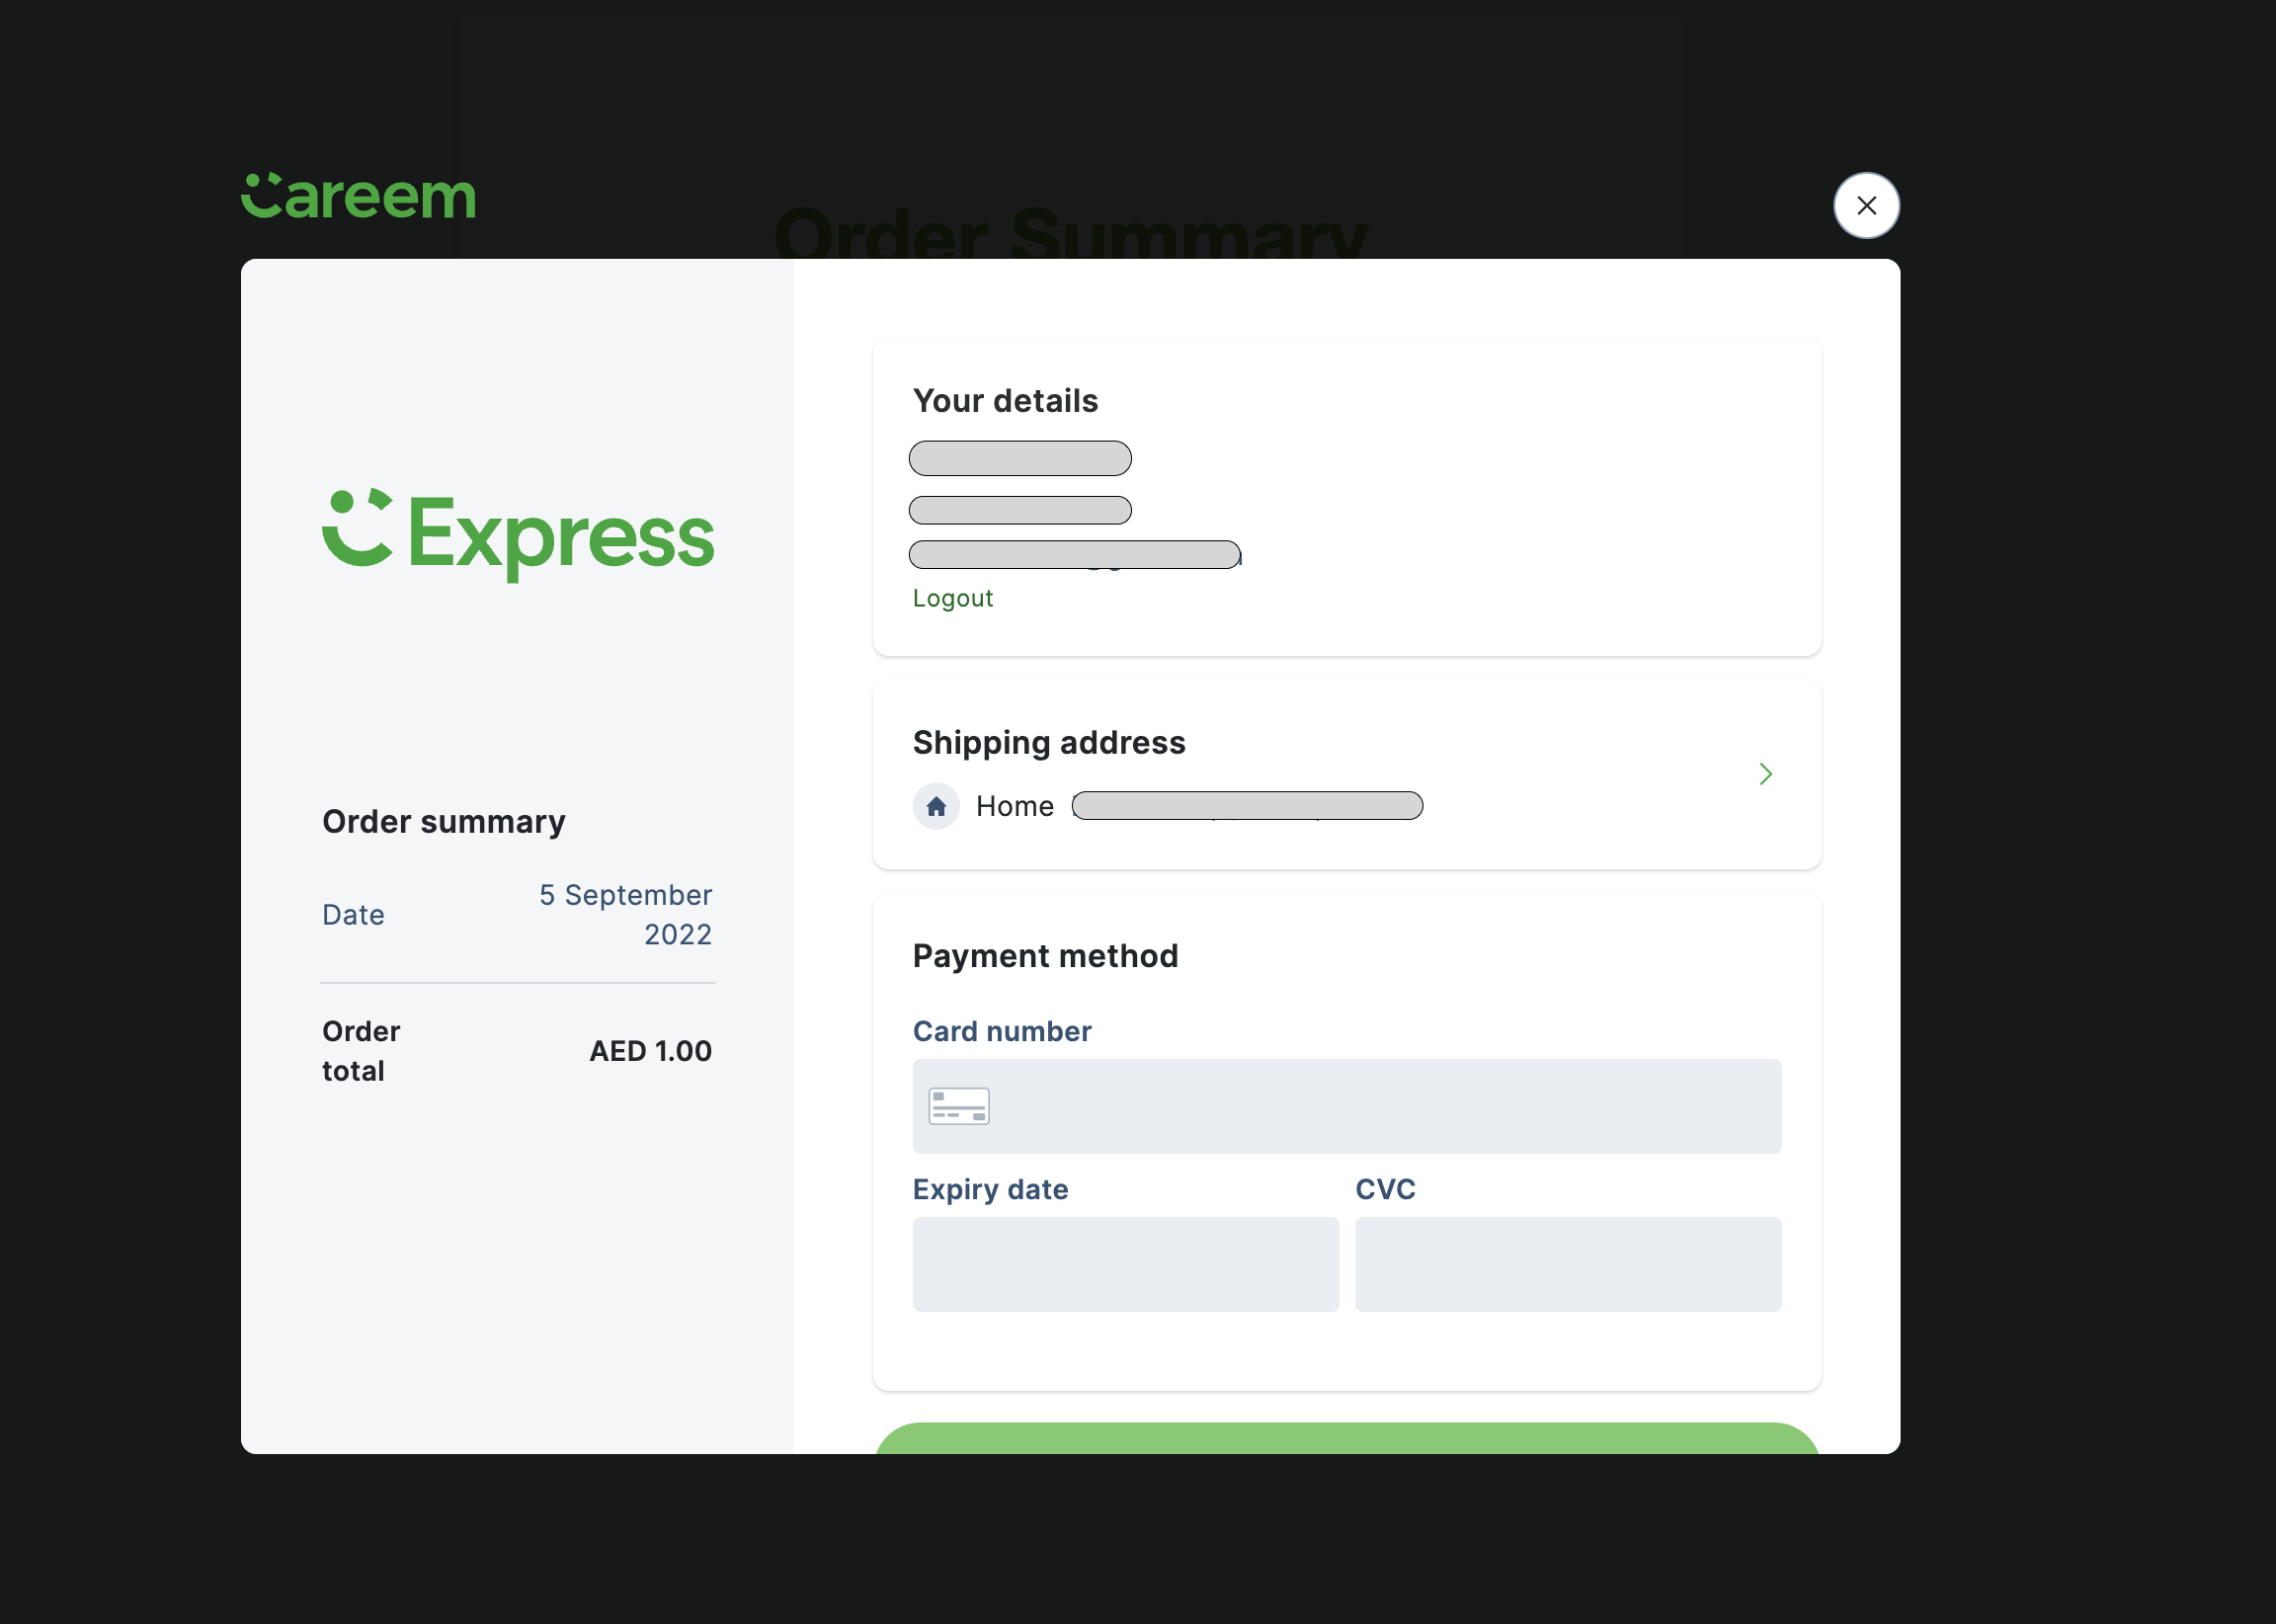 Careem
Order Summary
Express
Order summary
Date
5 September
2022
Order
total
AED 1.00
Your details
Logout
Shipping address
Home
Payment method
Card number
Expiry date
CVC